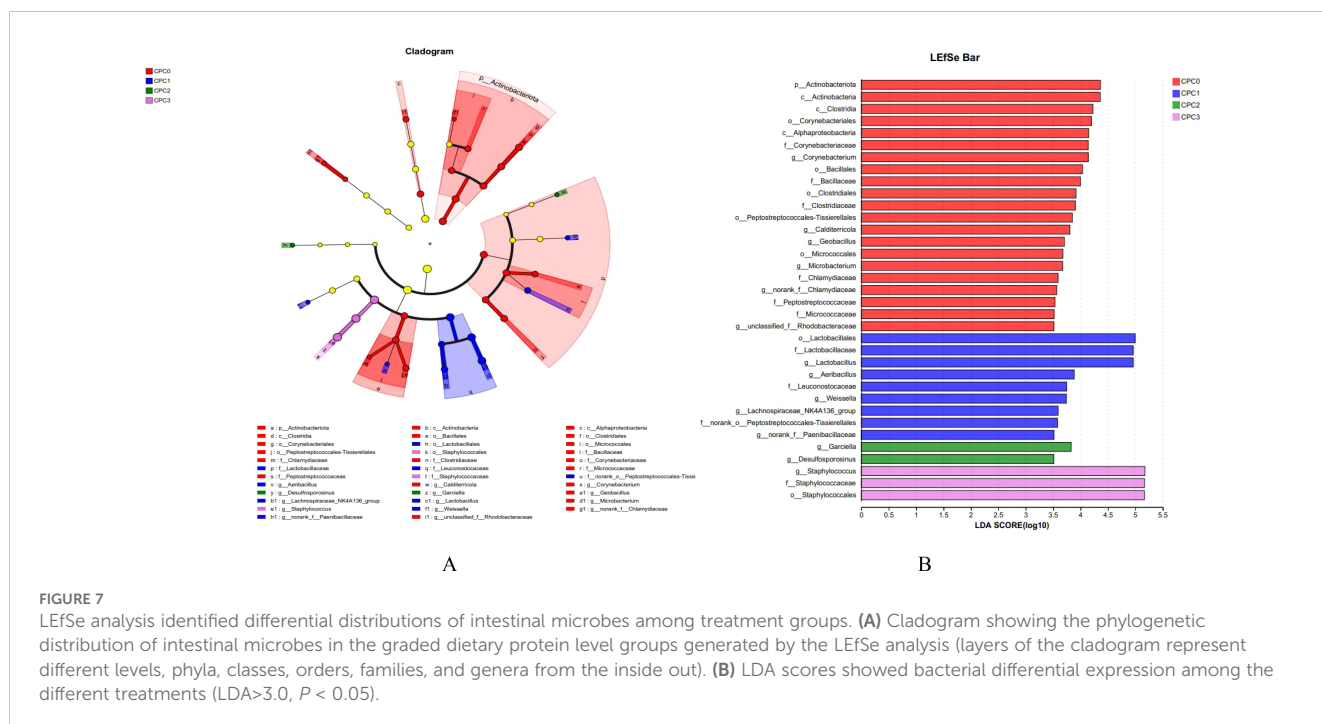 Cladogram
CPC0
CPC1
CPC2
CPC3
p__Actinobacteriota
a : p__Actinobacteriota
b : c__Actinobacteria
c : c__Alphaproteobacteria
d : c__Clostridia
e : o__Bacillales
f : o__Clostridiales
g : o__Corynebacteriales
h : o__Lactobacillales
i : o__Micrococcales
j : o__Peptostreptococcales-Tissierellales
k : o__Staphylococcales
l : f__Bacillaceae
m : f__Chlamydiaceae
n : f__Clostridiaceae
o : f__Corynebacteriaceae
p : f__Lactobacillaceae
q : f__Leuconostocaceae
r : f__Micrococcaceae
s : f__Peptostreptococcaceae
t : f__Staphylococcaceae
u : f__norank_o__Peptostreptococcales-Tissi
v : g__Aeribacillus
w : g__Calditerricola
x : g__Corynebacterium
y : g__Desulfosporosinus
z : g__Garciella
a1 : g__Geobacillus
b1 : g__Lachnospiraceae_NK4A136_group
c1 : g__Lactobacillus
d1 : g__Microbacterium
e1 : g__Staphylococcus
f1 : g__Weissella
g1 : g__norank_f__Chlamydiaceae
h1 : g__norank_f__Paenibacillaceae
i1 : g__unclassified_f__Rhodobacteraceae
A
LEfSe Bar
p__Actinobacteriota
c__Actinobacteria
c__Clostridia
o__Corynebacteriales
c__Alphaproteobacteria
f__Corynebacteriaceae
g__Corynebacterium
o__Bacillales
f__Bacillaceae
o__Clostridiales
f__Clostridiaceae
o__Peptostreptococcales-Tissierellales
g__Calditerricola
g__Geobacillus
o__Micrococcales
g__Microbacterium
f__Chlamydiaceae
g__norank_f__Chlamydiaceae
f__Peptostreptococcaceae
f__Micrococcaceae
g__unclassified_f__Rhodobacteraceae
o__Lactobacillales
f__Lactobacillaceae
g__Lactobacillus
g__Aeribacillus
f__Leuconostocaceae
g__Weissella
g__Lachnospiraceae_NK4A136_group
f__norank_o__Peptostreptococcales-Tissierellales
g__norank_f__Paenibacillaceae
g__Garciella
g__Desulfosporosinus
g__Staphylococcus
f__Staphylococcaceae
o__Staphylococcales
0 0.5 1 1.5 2 2.5 3 3.5 4 4.5 5 5.5
LDA SCORE(log10)
CPC0
CPC1
CPC2
CPC3
B
FIGURE 7
LEfSe analysis identified differential distributions of intestinal microbes among treatment groups. (A) Cladogram showing the phylogenetic
distribution of intestinal microbes in the graded dietary protein level groups generated by the LEfSe analysis (layers of the cladogram represent
different levels, phyla, classes, orders, families, and genera from the inside out). (B) LDA scores showed bacterial differential expression among the
different treatments (LDA>3.0, P < 0.05).